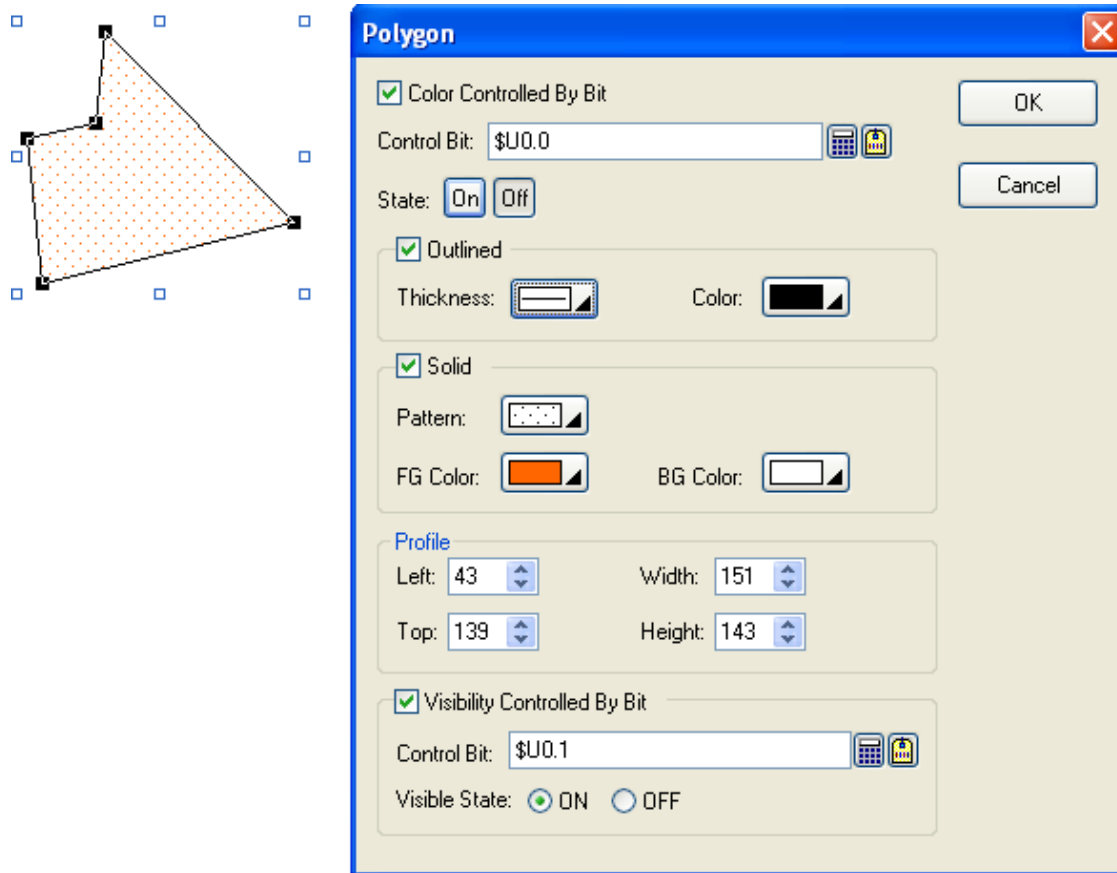 Polygon
Color Controlled By Bit
OK
Control Bit: $U0.0
Cancel
State: On Off
Outlined
Thickness: Color:
Solid
Pattern:
FG Color: BG Color:
Profile
Left: 43 Width: 151
Top: 139 Height: 143
Visibility Controlled By Bit
Control Bit: $U0.1
Visible State: ON OFF